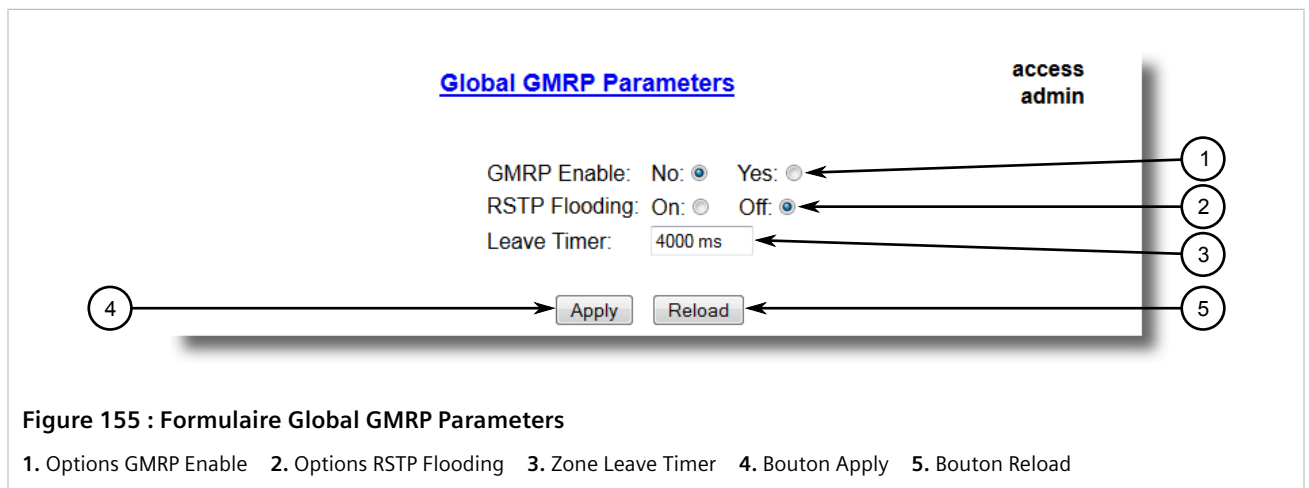 Global GMRP Parameters
access
admin
GMRP Enable: No: Yes:
1
RSTP Flooding: On: Off:
2
Leave Timer: 4000 ms
3
4
Apply Reload
5
Figure 155 : Formulaire Global GMRP Parameters
1. Options GMRP Enable 2. Options RSTP Flooding 3. Zone Leave Timer 4. Bouton Apply 5. Bouton Reload